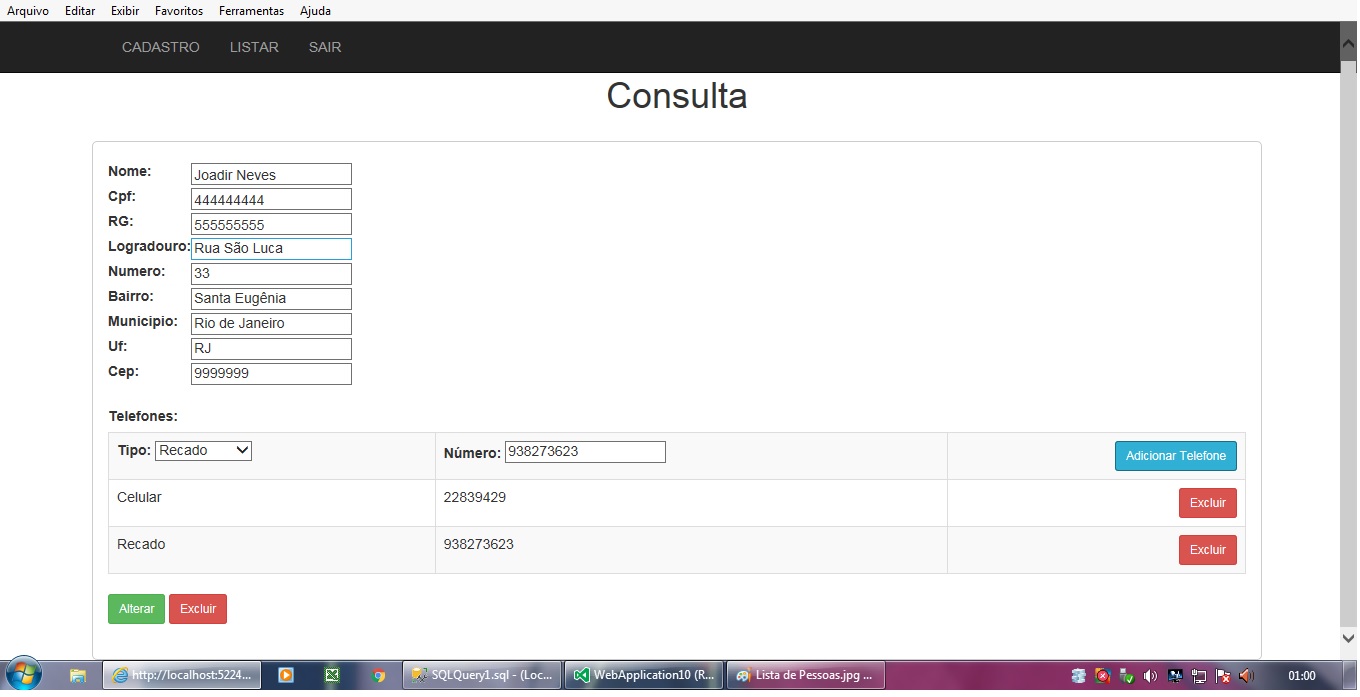 Arquivo Editar Exibir Favoritos Ferramentas Ajuda
CADASTRO LISTAR SAIR
Consulta
Nome: Joadir Neves
Cpf: 444444444
RG: 555555555
Logradouro: Rua São Luca
Numero: 33
Bairro: Santa Eugênia
Municipio: Rio de Janeiro
Uf: RJ
Cep: 9999999
Telefones:
Tipo: Recado Número: 938273623 Adicionar Telefone
Celular 22839429 Excluir
Recado 938273623 Excluir
Alterar Excluir
http://localhost:5224... SQLQuery1.sql - (Loc... WebApplication10 (R... Lista de Pessoas.jpg ... 01:00